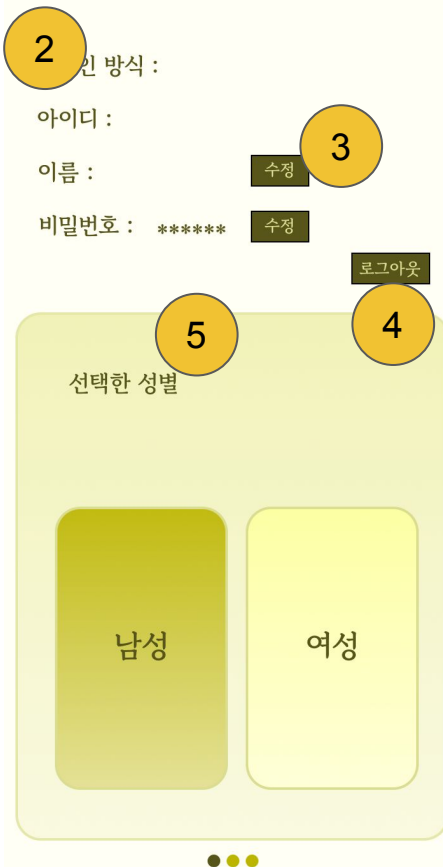 2
인 방식 :
아이디 :
3
이름 :
수정
비밀번호 :
******
수정
로그아웃
4
5
선택한 성별
남성
여성